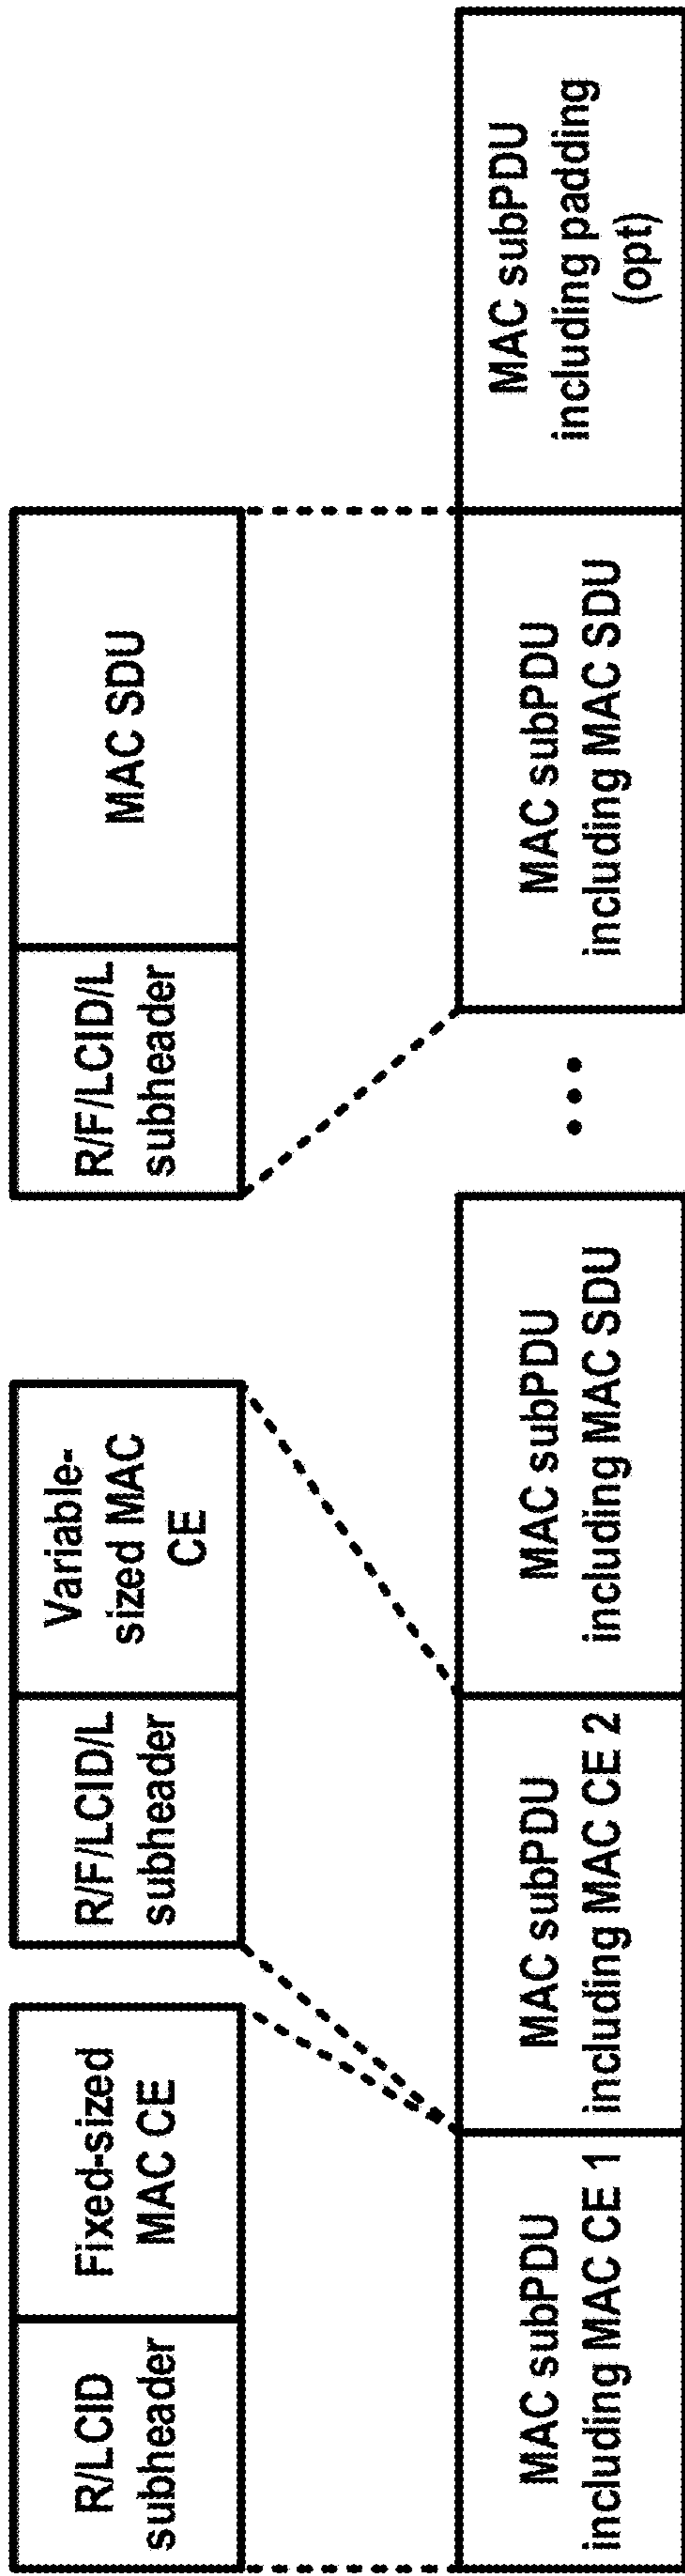 R/LCID
subheader
Fixed-sized
MAC CE
R/F/LCID/L
subheader
Variable-
sized MAC
CE
R/F/LCID/L
subheader
MAC SDU
MAC subPDU
including MAC CE 1
MAC subPDU
including MAC CE 2
MAC subPDU
including MAC SDU
...
MAC subPDU
including MAC SDU
MAC subPDU
including padding
(opt)